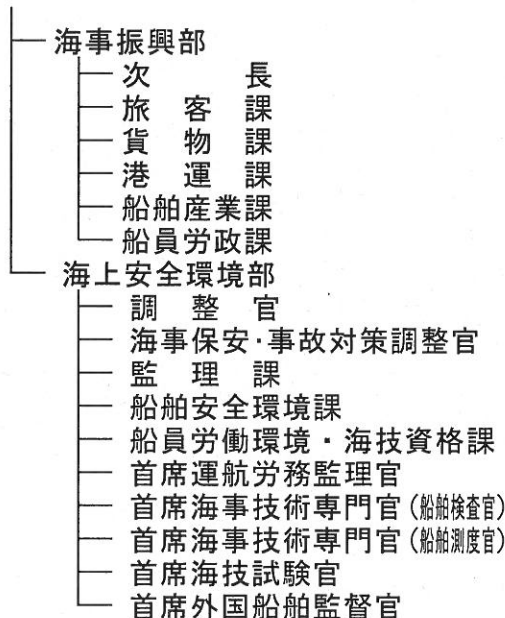 海事振興部
次長
旅客課
貨物課
港運課
船舶産業課
船員労政課
海上安全環境部
調整官
海事保安・事故対策調整官
監理課
船舶安全環境課
船員労働環境・海技資格課
首席運航労務監理官
首席海事技術専門官（船舶検査官）
首席海事技術専門官（船舶測度官）
首席海技試験官
首席外国船舶監督官